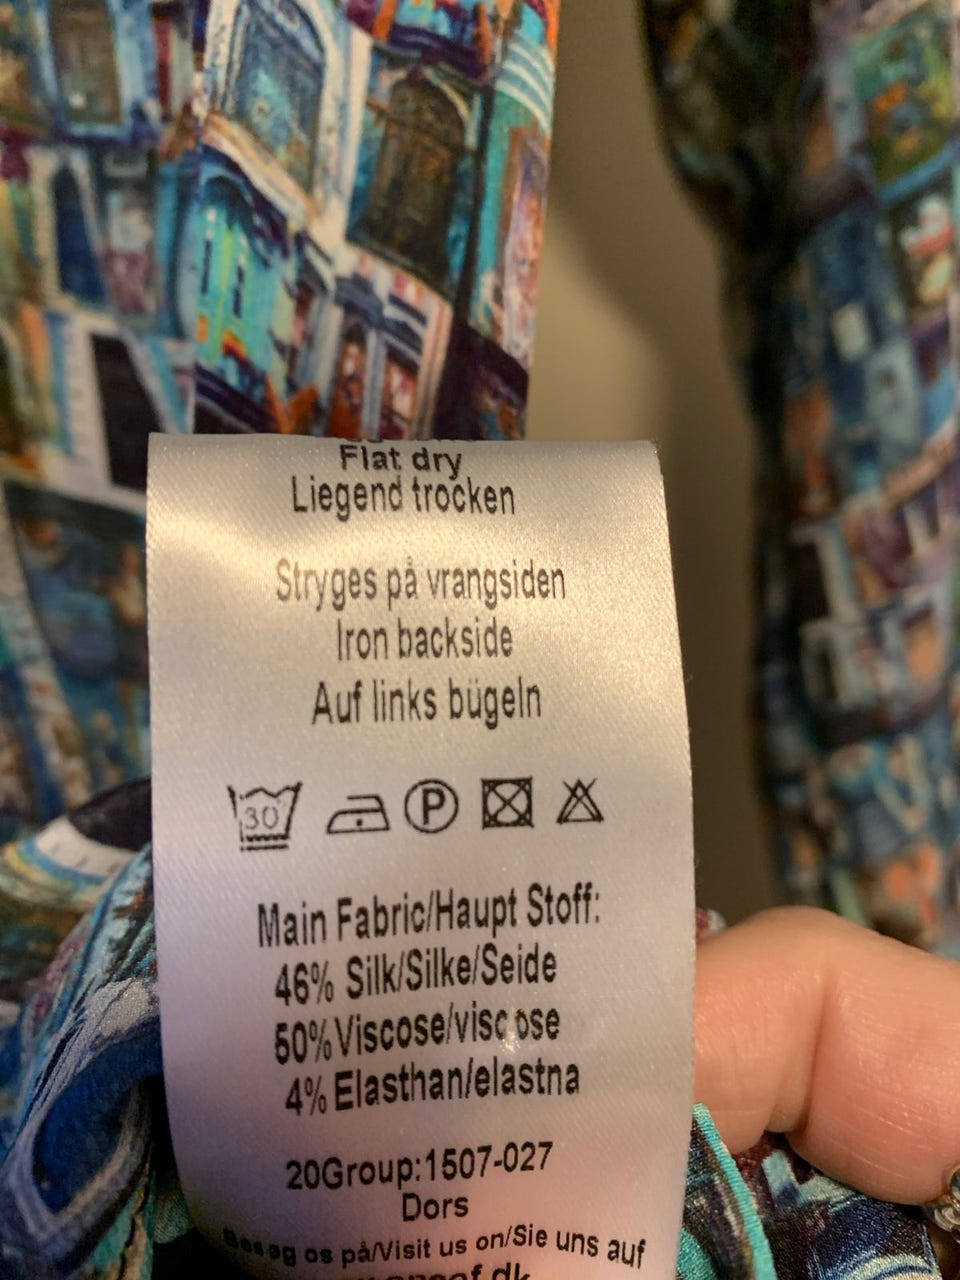 Flat dry
Liegend trocken
Stryges på vrangsiden
Iron backside
Auf links bügeln
30 P
Main Fabric/Haupt Stoff:
46% Silk/Silke/Seide
50% Viscose/viscose
4% Elasthan/elastna
20Group:1507-027
Dors
Besøg os på/Visit us on/Sie uns auf